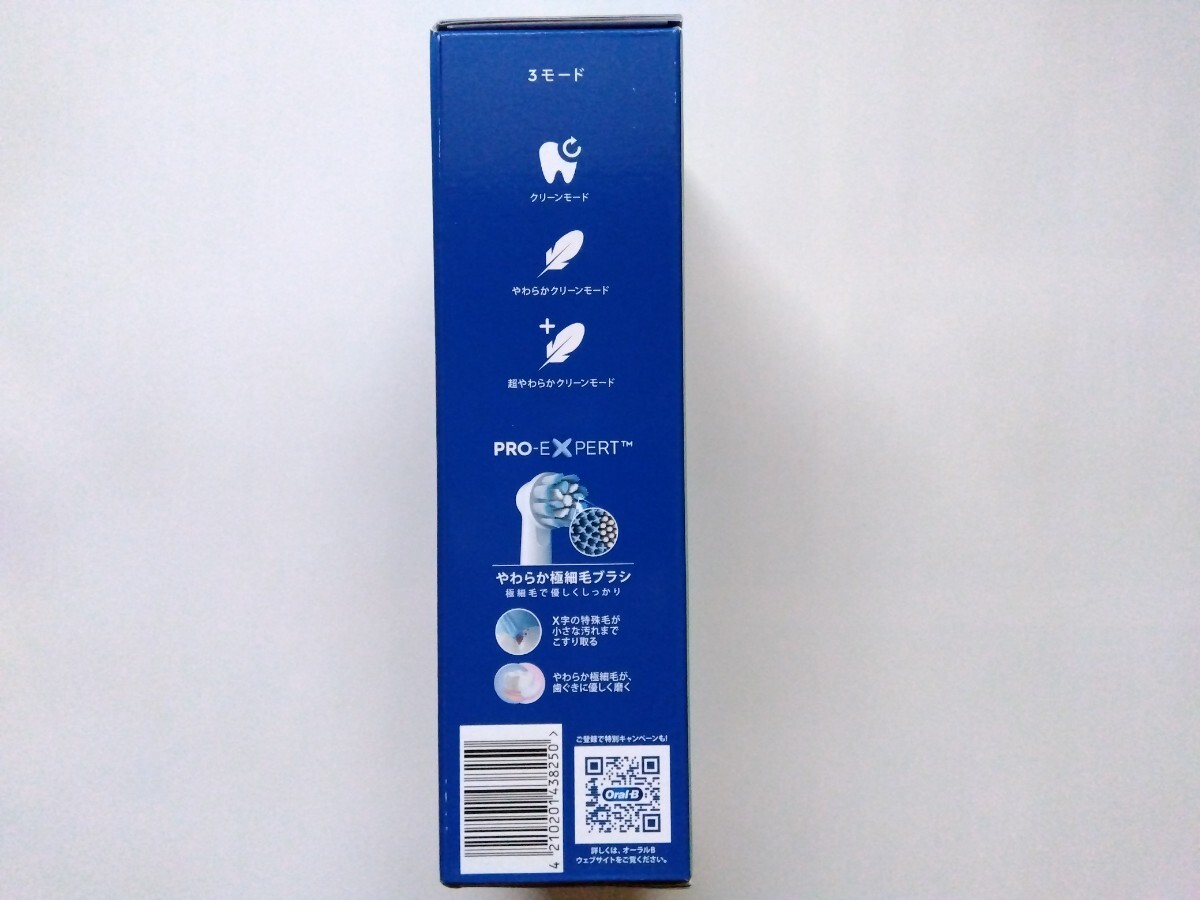 3モード
クリーンモード
やわらかクリーンモード
超やわらかクリーンモード
PRO-EXPERT™
やわらか極細毛ブラシ
極細毛で優しくしっかり
X字の特殊毛が
小さな汚れまで
こすり取る
やわらか極細毛が、
歯ぐきに優しく磨く
4 210201 438250 >
ご登録で特別キャンペーンも!
Oral-B
詳しくは、オーラルB
ウェブサイトをご覧ください。